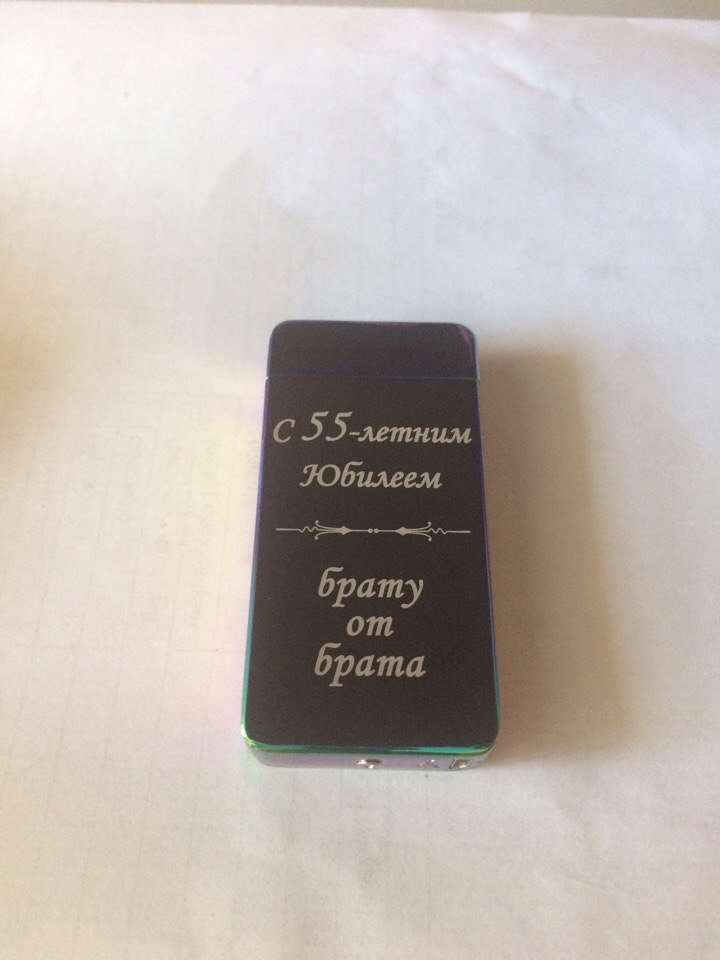 С 55-летним
Юбилеем
брату
от
брата